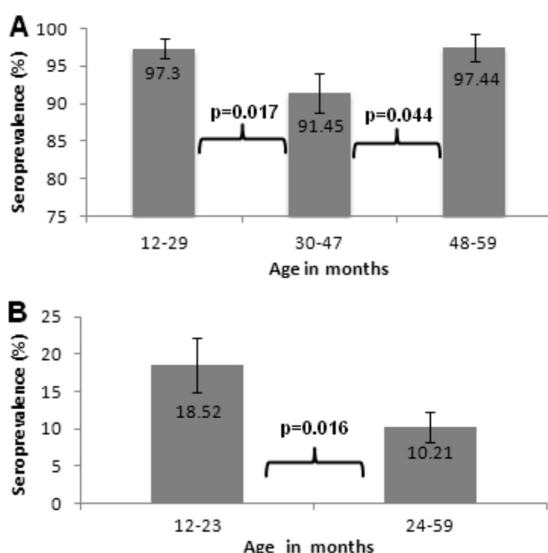 A
Seroprevalence (%)
100
95
90
85
80
75
97.3
91.45
97.44
p=0.017
p=0.044
12-29
30-47
48-59
Age in months
B
Seroprevalence (%)
25
20
15
10
5
0
18.52
10.21
p=0.016
12-23
24-59
Age in months